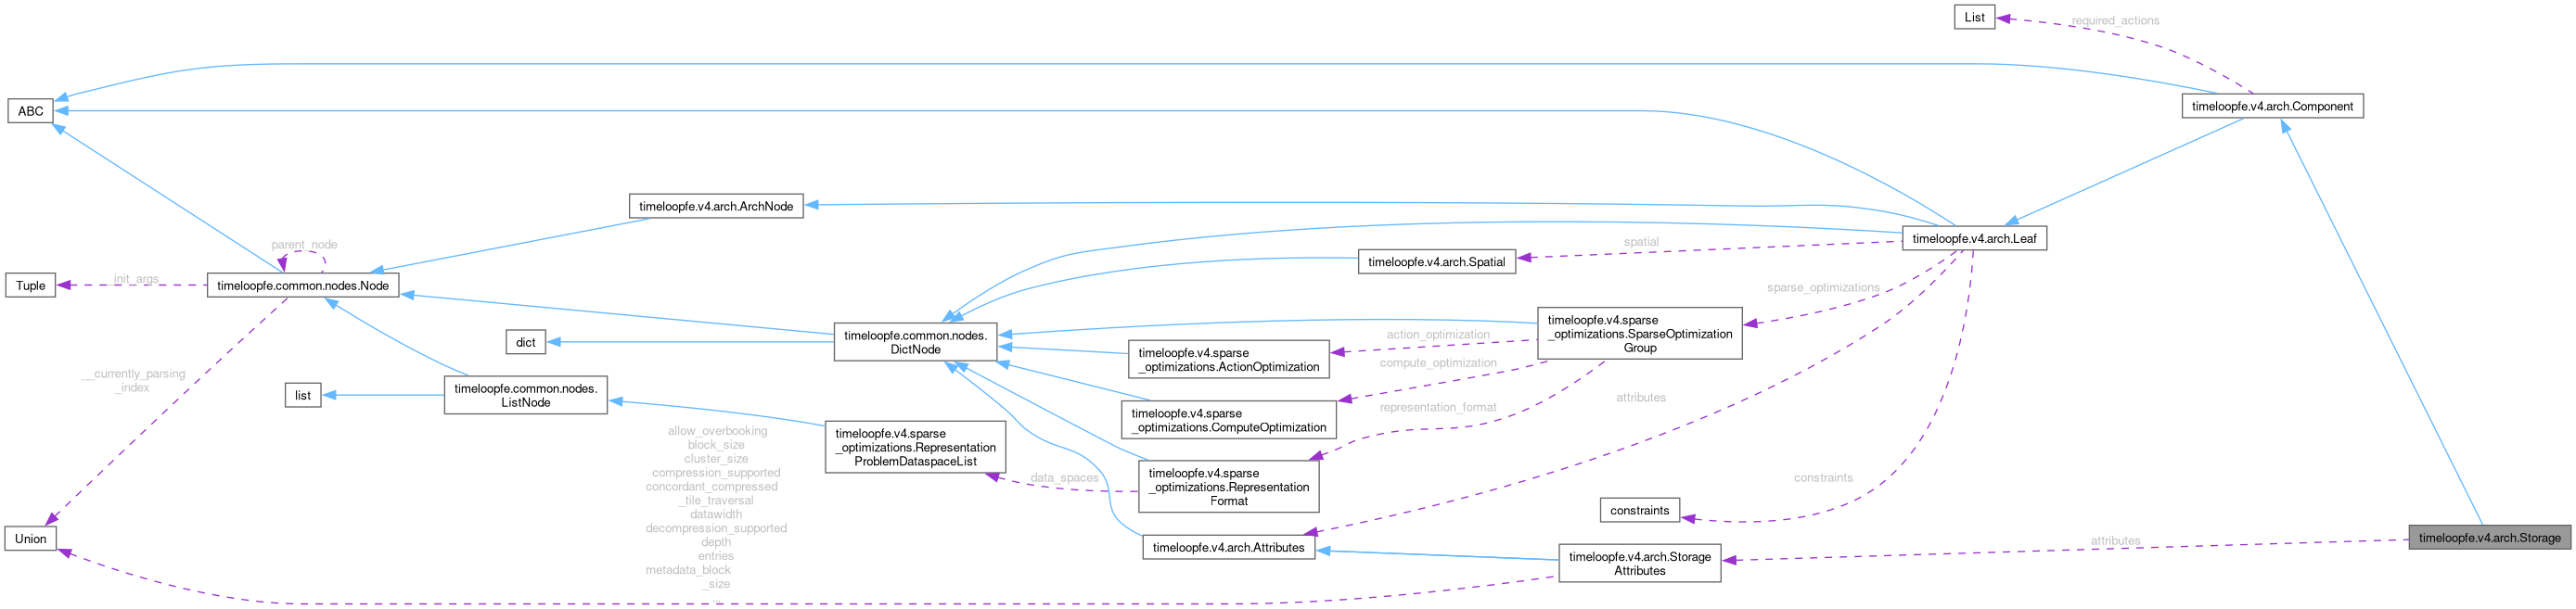 List
required_actions
ABC
timeloopfe.v4.arch.Component
timeloopfe.v4.arch.ArchNode
timeloopfe.v4.arch.Leaf
parent_node
spatial
timeloopfe.v4.arch.Spatial
Tuple
_init_args
timeloopfe.common.nodes.Node
sparse_optimizations
timeloopfe.v4.sparse
_optimizations.SparseOptimization
Group
dict
timeloopfe.common.nodes.
DictNode
action_optimization
timeloopfe.v4.sparse
_optimizations.ActionOptimization
compute_optimization
__currently_parsing
_index
list
timeloopfe.common.nodes.
ListNode
attributes
timeloopfe.v4.sparse
_optimizations.ComputeOptimization
representation_format
allow_overbooking
block_size
cluster_size
compression_supported
concordant_compressed
_tile_traversal
datawidth
decompression_supported
depth
entries
metadata_block
_size
...
timeloopfe.v4.sparse
_optimizations.Representation
ProblemDataspaceList
data_spaces
timeloopfe.v4.sparse
_optimizations.Representation
Format
constraints
constraints
Union
timeloopfe.v4.arch.Attributes
timeloopfe.v4.arch.Storage
Attributes
attributes
timeloopfe.v4.arch.Storage